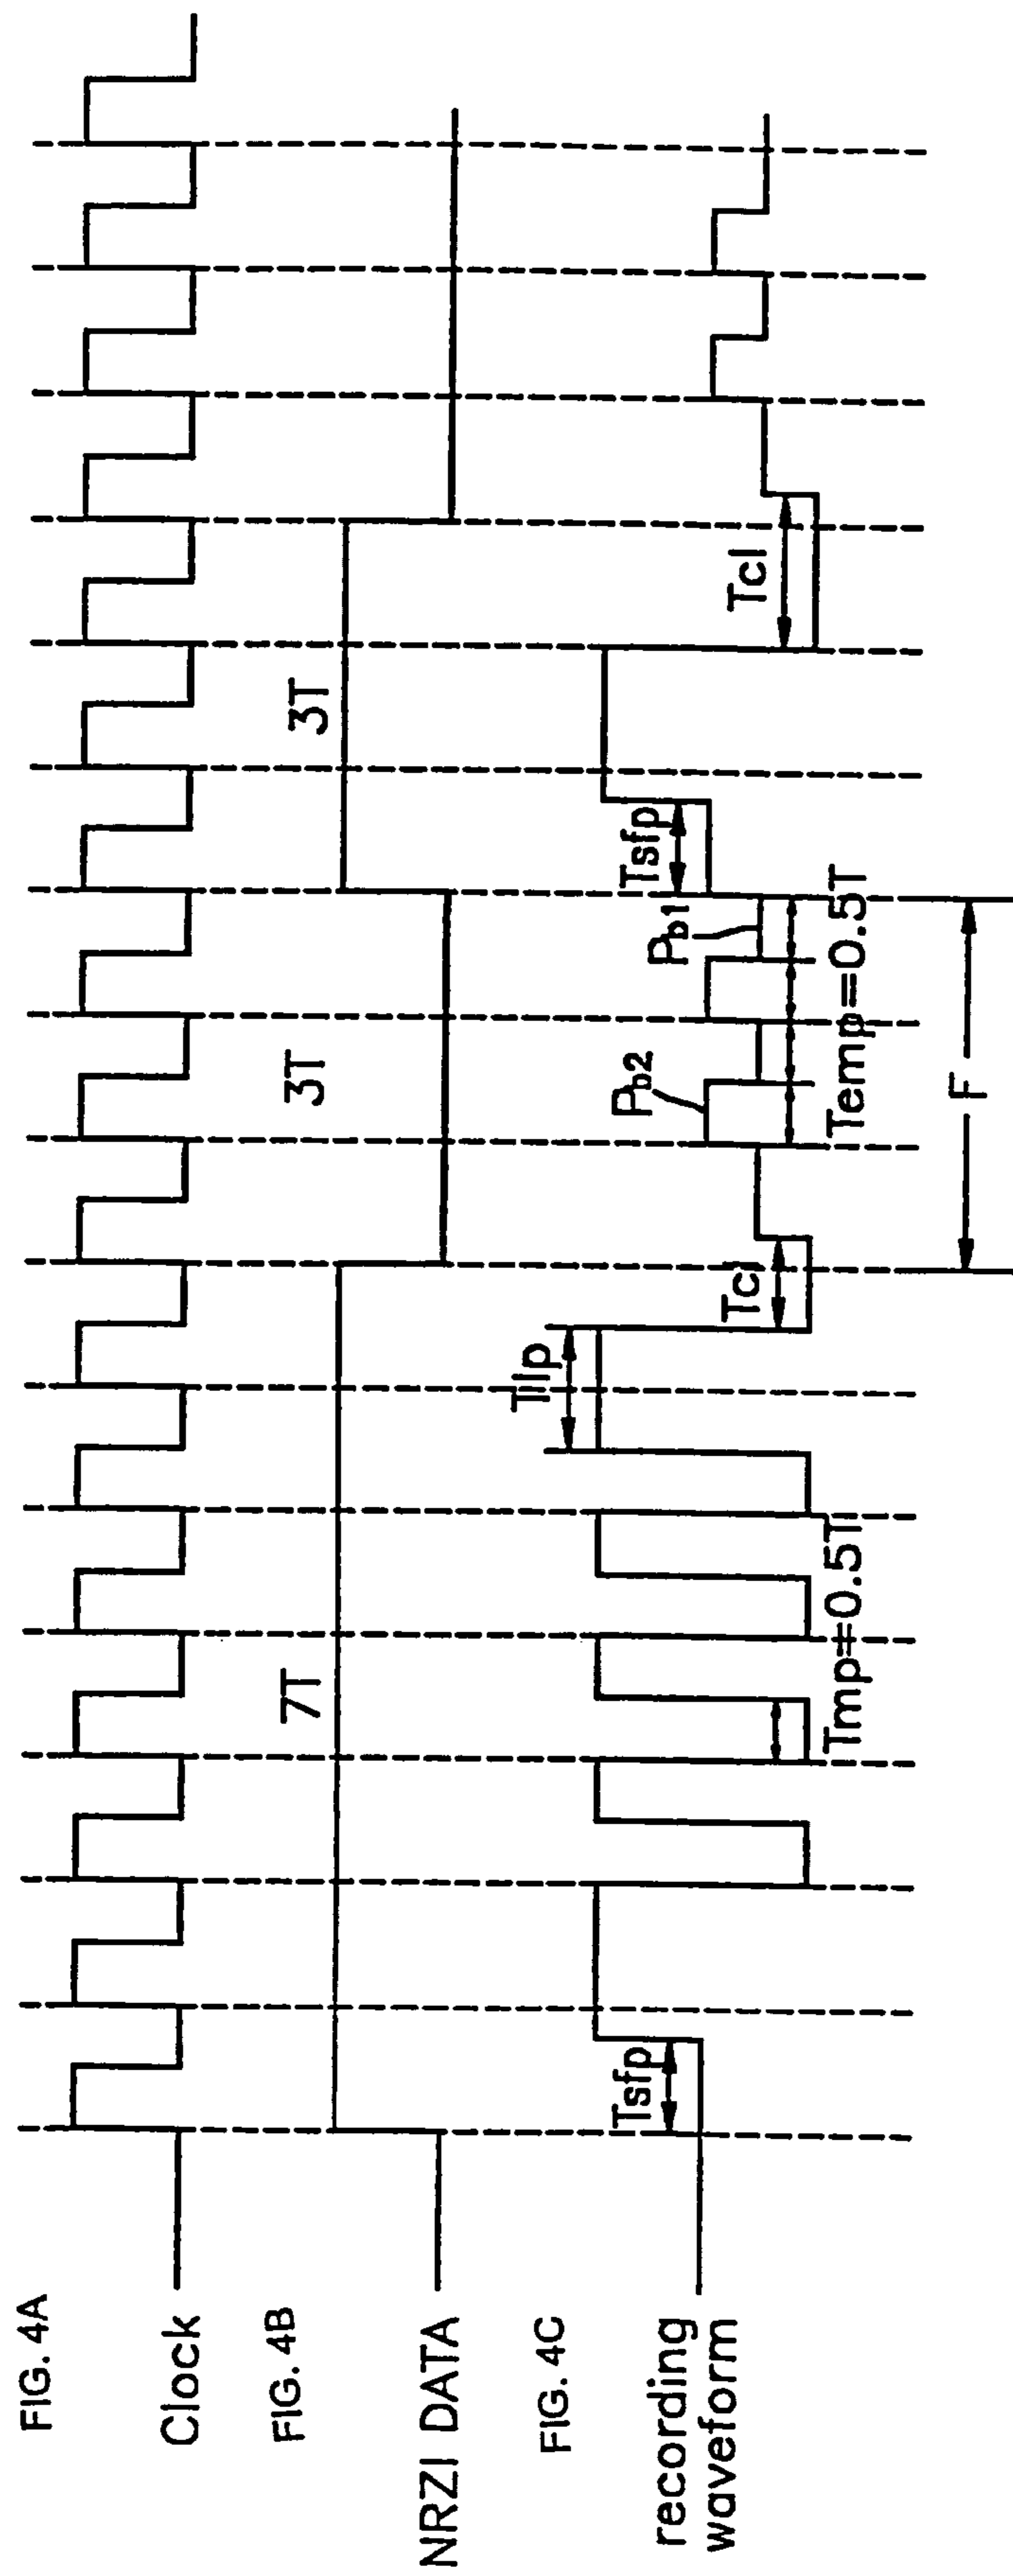 FIG. 4A
Clock
FIG. 4B
NRZI DATA
7T
3T
3T
FIG. 4C
recording
waveform
Tsfp
Tmp=0.5T
Tlp
Tcl
Pb2
Pb1
Temp=0.5T
Tsfp
Tcl
F